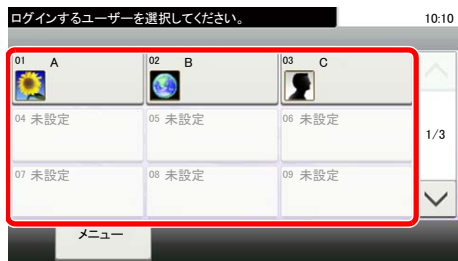 ログインするユーザーを選択してください。 10:10
01 A 02 B 03 C
04 未設定 05 未設定 06 未設定
1/3
07 未設定 08 未設定 09 未設定
メニュー